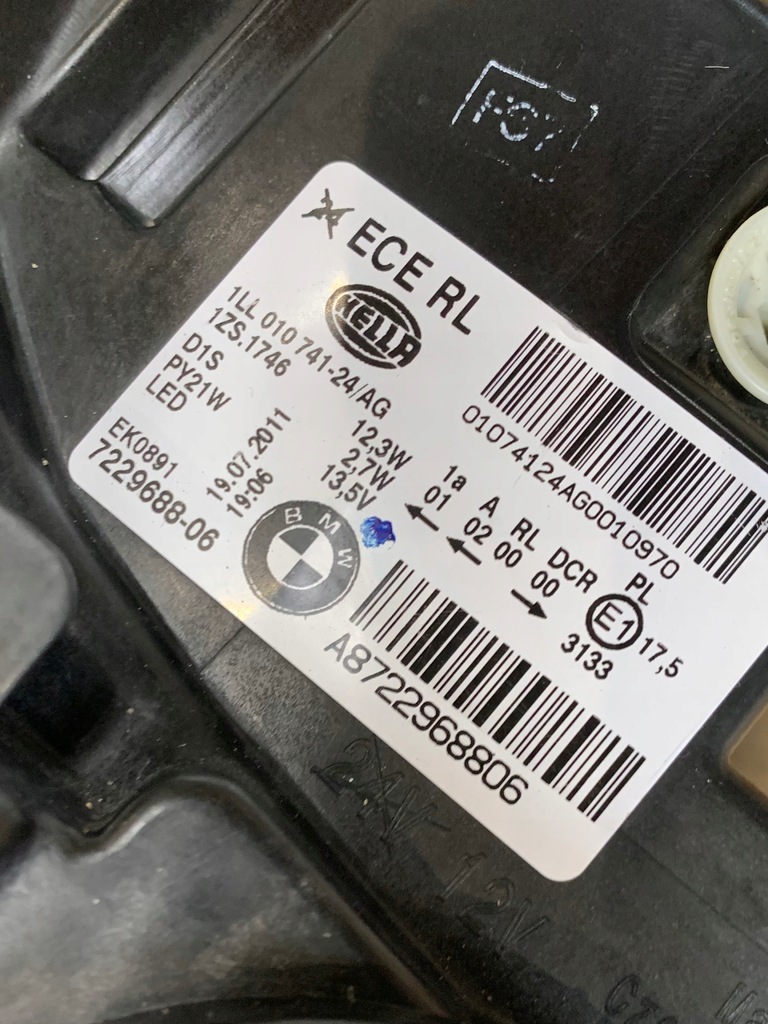 ECE RL
HELLA
1LL 010 741-24/AG
1ZS.1746
D1S
PY21W
LED
12,3W
2,7W
13,5V
EK0891
19.07.2011
19:06
7229688-06
BMW
01074124AG0010970
1a A RL DCR PL
01 02 00 00
E1 17,5
3133
A8722968806
24V 12V